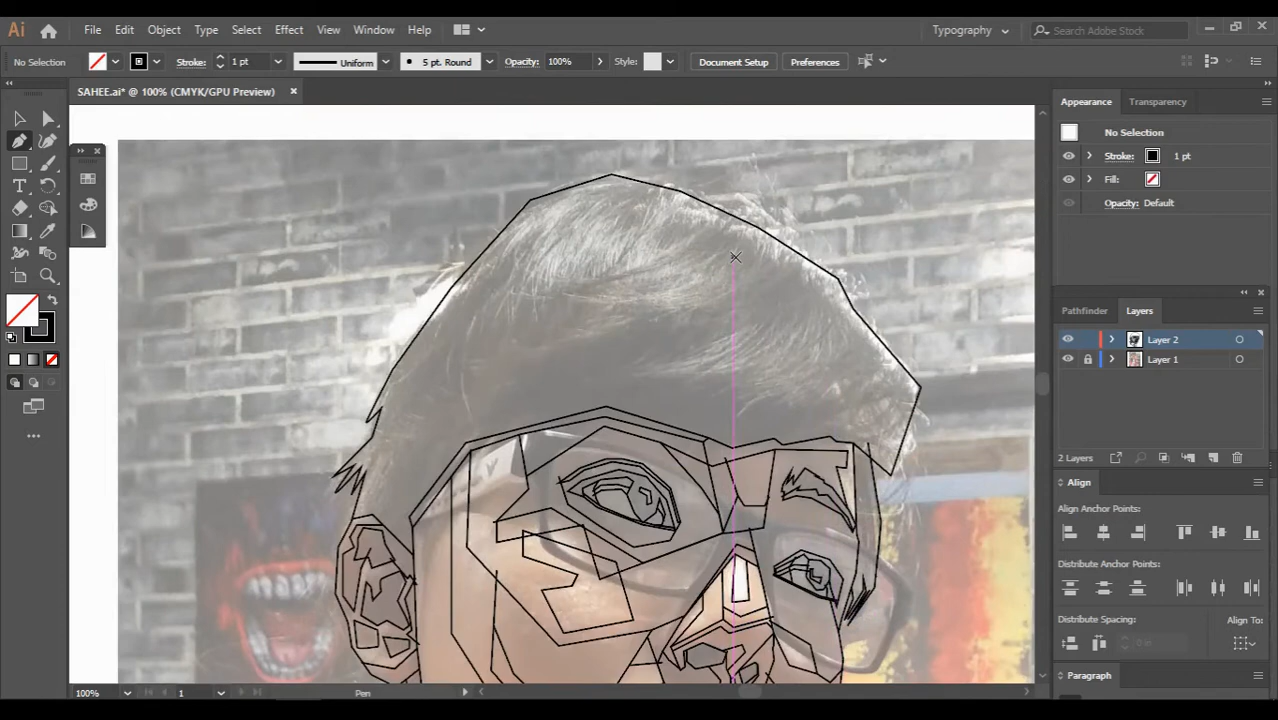 Ai File Edit Type Select Effect View Window Help Typography Search Adobe Stock
No Selection Stroke: 1 pt Uniform 5 pt. Round Opacity: 100% Style: Document Setup Preferences
SAHEE.ai* @ 100% (CMYK/GPU Preview)
Appearance Transparency
No Selection
Stroke: 1 pt
Fill:
Opacity: Default
Pathfinder Layers
Layer 2
Layer 1
2 Layers
Align
Align Anchor Points:
Distribute Anchor Points:
Distribute Spacing: Align To:
Paragraph
100% 1 Pen